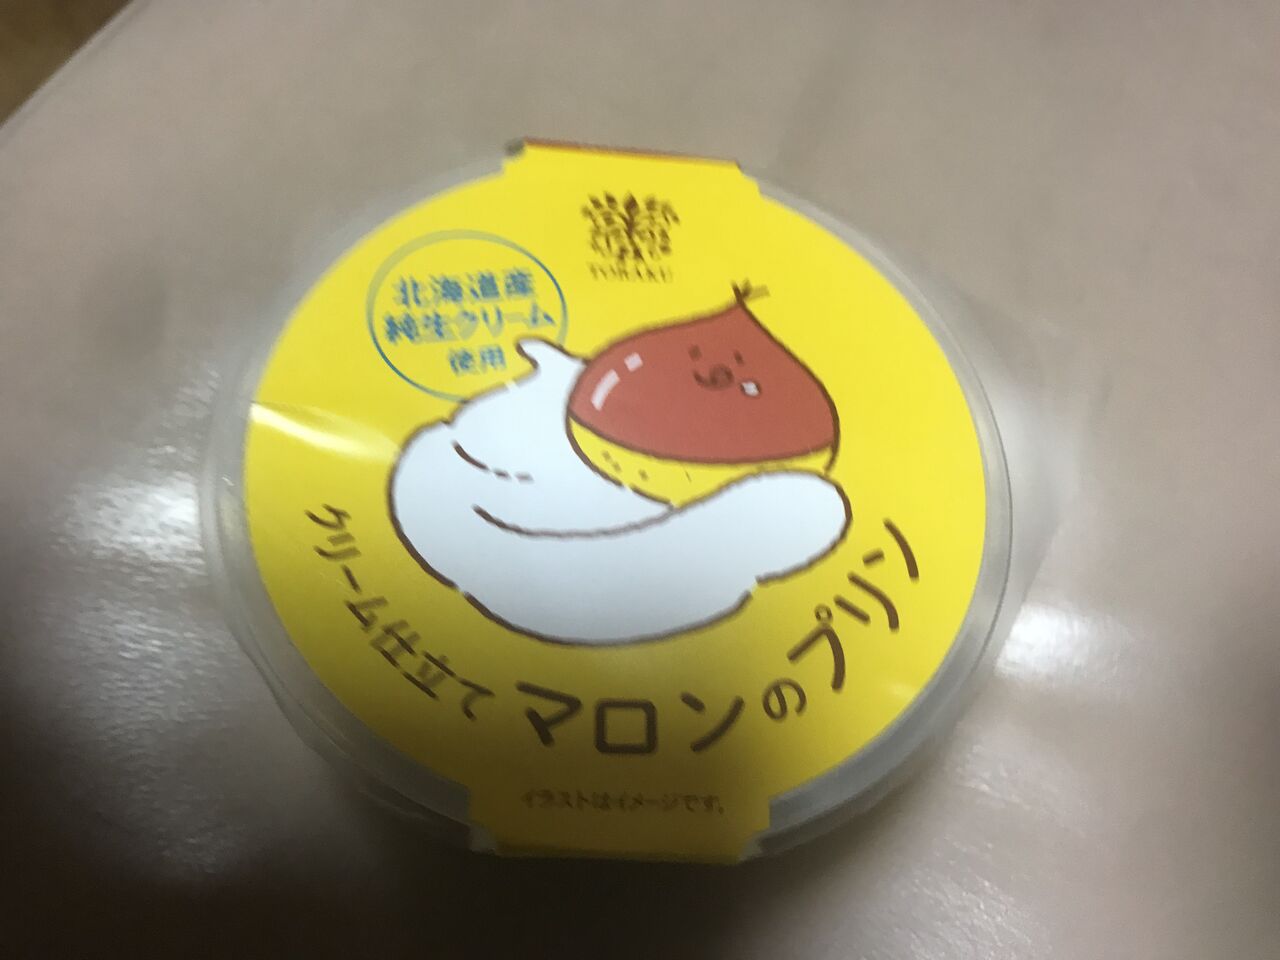 TORAKU
北海道産
純生クリーム
使用
クリーム仕立て
マロンのプリン
イラストはイメージです。